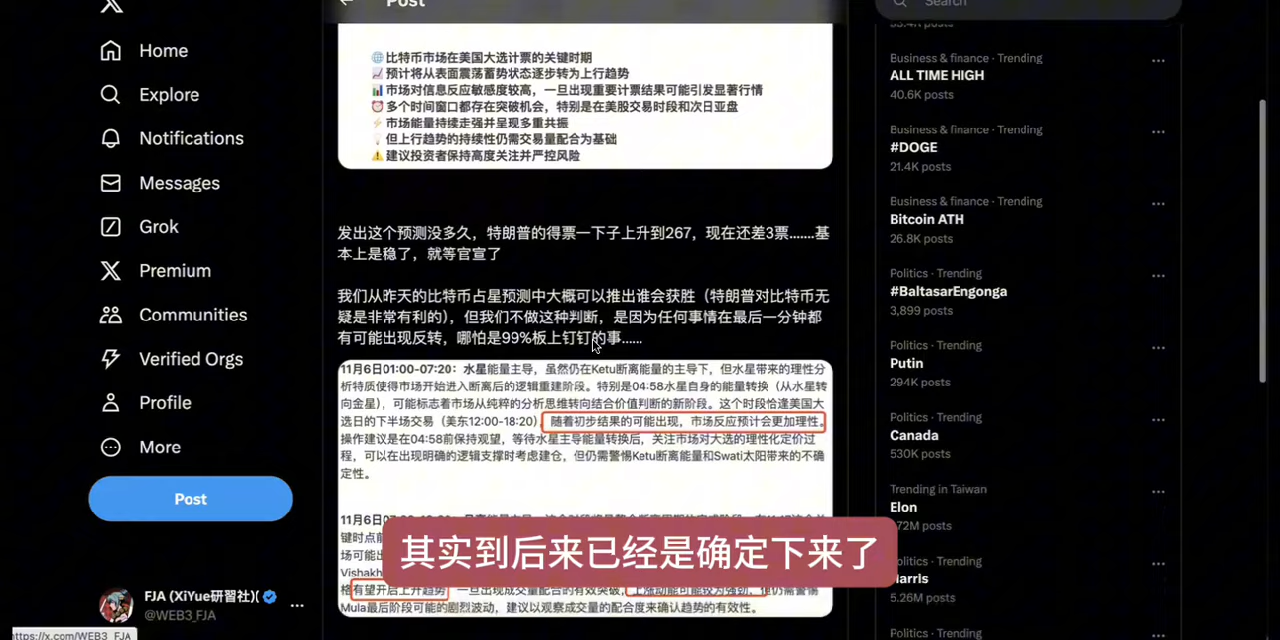 Home
Explore
Notifications
Messages
Grok
Premium
Communities
Verified Orgs
Profile
More
Post
FJA (XiYue研習社)(
@WEB3_FJA
https://x.com/WEB3_FJA
Post
比特币市场在美国大选计票的关键时期
预计将从表面震荡蓄势状态逐步转为上行趋势
市场对信息反应敏感度较高，一旦出现重要计票结果可能引发显著行情
多个时间窗口都存在突破机会，特别是在美股交易时段和次日亚盘
市场能量持续走强并呈现多重共振
但上行趋势的持续性仍需交易量配合为基础
建议投资者保持高度关注并严控风险
发出这个预测没多久，特朗普的得票一下子上升到267，现在还差3票.......基
本上是稳了，就等官宣了
我们从昨天的比特币占星预测中大概可以推出谁会获胜（特朗普对比特币无
疑是非常有利的），但我们不做这种判断，是因为任何事情在最后一分钟都
有可能出现反转，哪怕是99%板上钉钉的事......
11月6日01:00-07:20：水星能量主导，虽然仍在Ketu断离能量的主导下，但水星带来的理性分
析特质使得市场开始进入断离后的逻辑重建阶段。特别是04:58水星自身的能量转换（从水星转
向金星），可能标志着市场从纯粹的分析思维转向结合价值判断的新阶段。这个时段恰逢美国大
选日的下半场交易（美东12:00-18:20），随着初步结果的可能出现，市场反应预计会更加理性。
操作建议是在04:58前保持观望，等待水星主导能量转换后，关注市场对大选的理性化定价过
程，可以在出现明确的逻辑支撑时考虑建仓，但仍需警惕Ketu断离能量和Swati太阳带来的不确
定性。
11月6日07
键时点前
场可能出
Vishakh
格有望开启上升趋势 一旦出现成交量配合的有效突破，上涨动能可能较为强劲，但仍需警惕
Mula最后阶段可能的剧烈波动，建议以观察成交量的配合度来确认趋势的有效性。
其实到后来已经是确定下来了
Search
53.4K posts
Business & finance · Trending
ALL TIME HIGH
40.6K posts
Business & finance · Trending
#DOGE
21.4K posts
Business & finance · Trending
Bitcoin ATH
26.8K posts
Politics · Trending
#BaltasarEngonga
3,899 posts
Politics · Trending
Putin
294K posts
Politics · Trending
Canada
530K posts
Trending in Taiwan
Elon
72M posts
Harris
5.26M posts
Politics · Trending